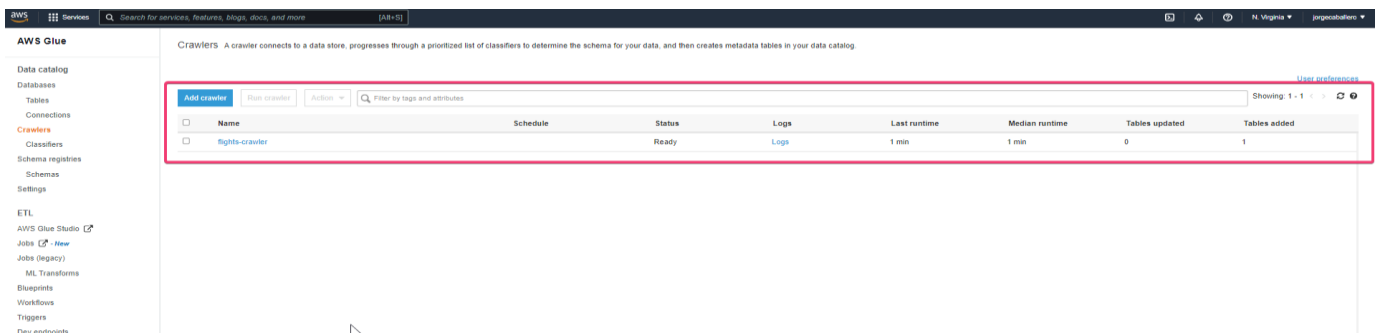 aws Services Search for services, features, blogs, docs, and more [Alt+S] N. Virginia jorgecaballero
AWS Glue
Data catalog
Databases
Tables
Connections
Crawlers
Classifiers
Schema registries
Schemas
Settings
ETL
AWS Glue Studio
Jobs - New
Jobs (legacy)
ML Transforms
Blueprints
Workflows
Triggers
Dev endpoints
Crawlers A crawler connects to a data store, progresses through a prioritized list of classifiers to determine the schema for your data, and then creates metadata tables in your data catalog.
User preferences
Add crawler Run crawler Action Filter by tags and attributes Showing: 1 - 1
Name Schedule Status Logs Last runtime Median runtime Tables updated Tables added
flights-crawler Ready Logs 1 min 1 min 0 1